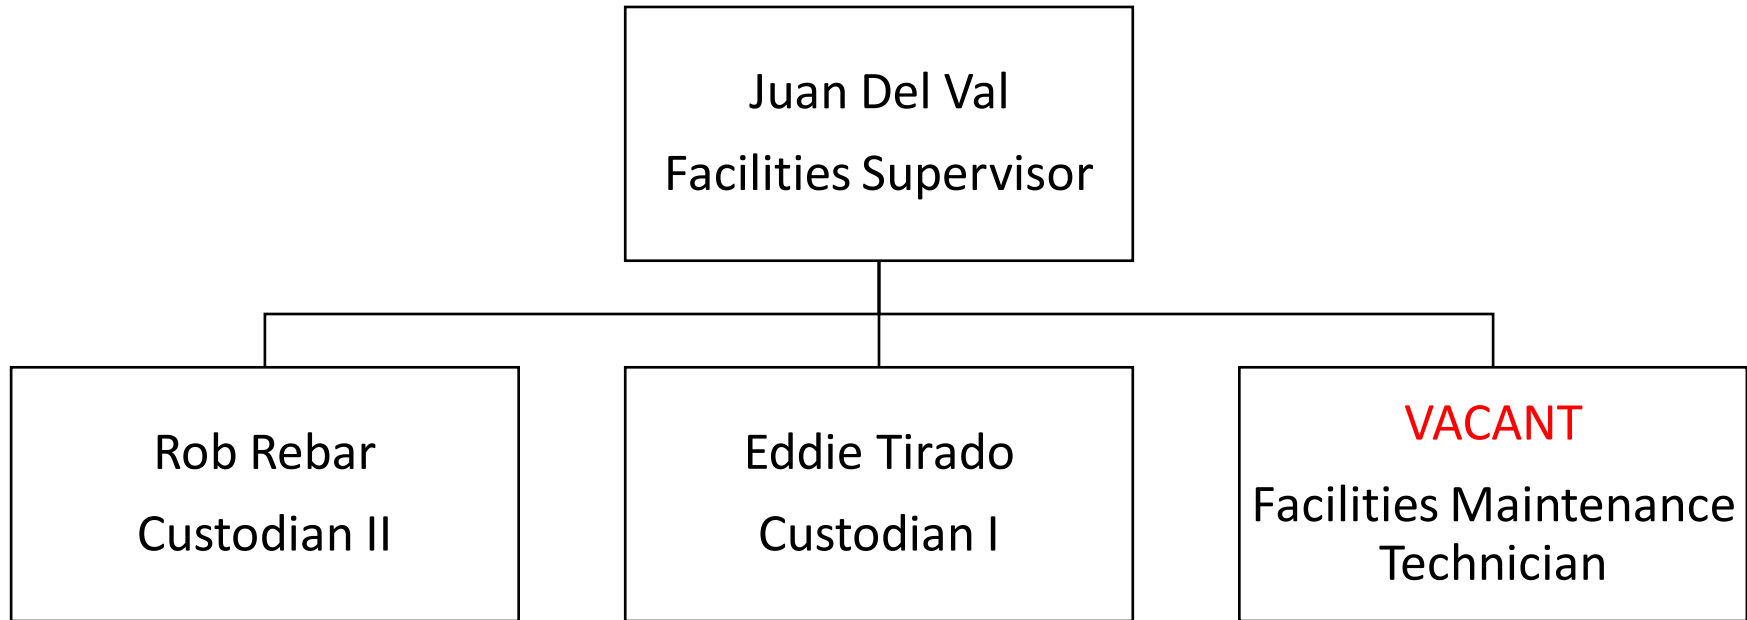 Juan Del Val
Facilities Supervisor
Rob Rebar
Custodian II
Eddie Tirado
Custodian I
VACANT
Facilities Maintenance
Technician